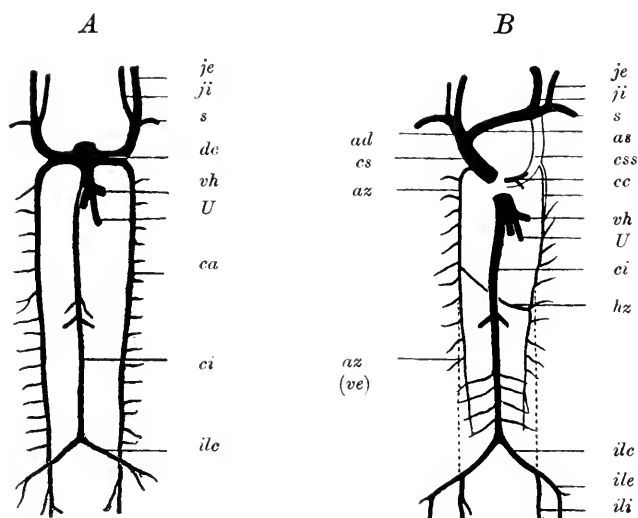 A
je
ji
s
dc
vh
U
ca
ci
ilc
B
je
ji
s
as
css
cc
vh
U
ci
hz
ilc
ile
ili
ad
cs
az
az
(ve)